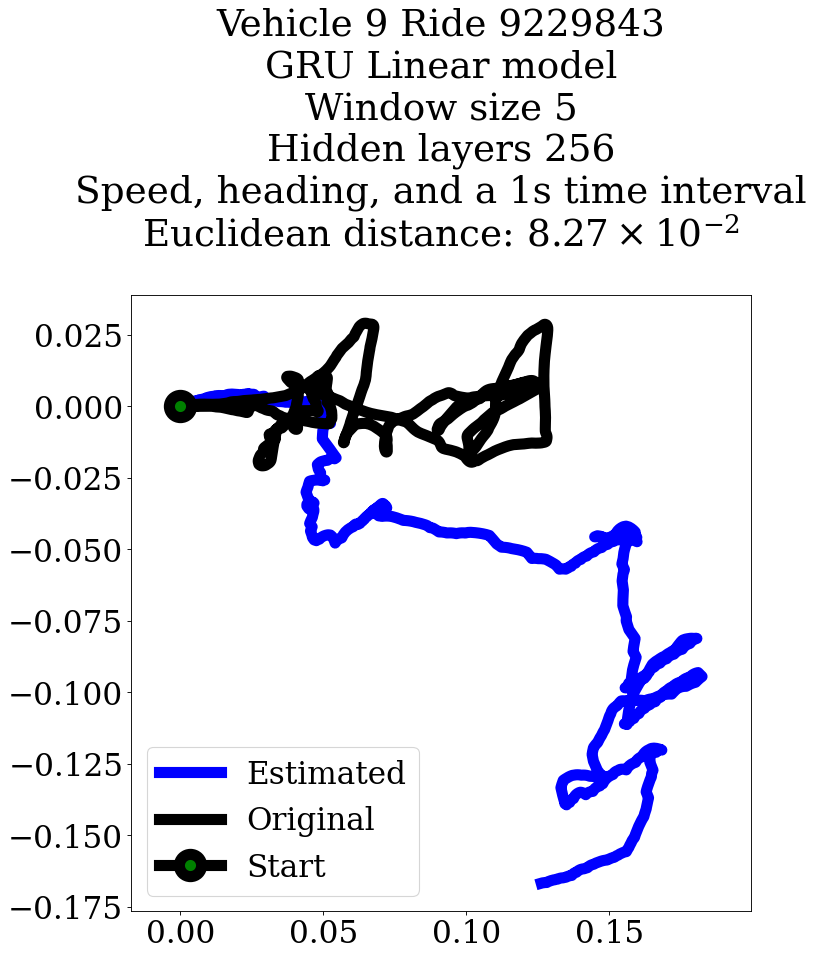 Vehicle 9 Ride 9229843
GRU Linear model
Window size 5
Hidden layers 256
Speed, heading, and a 1s time interval
Euclidean distance: 8.27 × 10⁻²
0.025
0.000
−0.025
−0.050
−0.075
−0.100
−0.125
−0.150
−0.175
Estimated
Original
Start
0.00 0.05 0.10 0.15